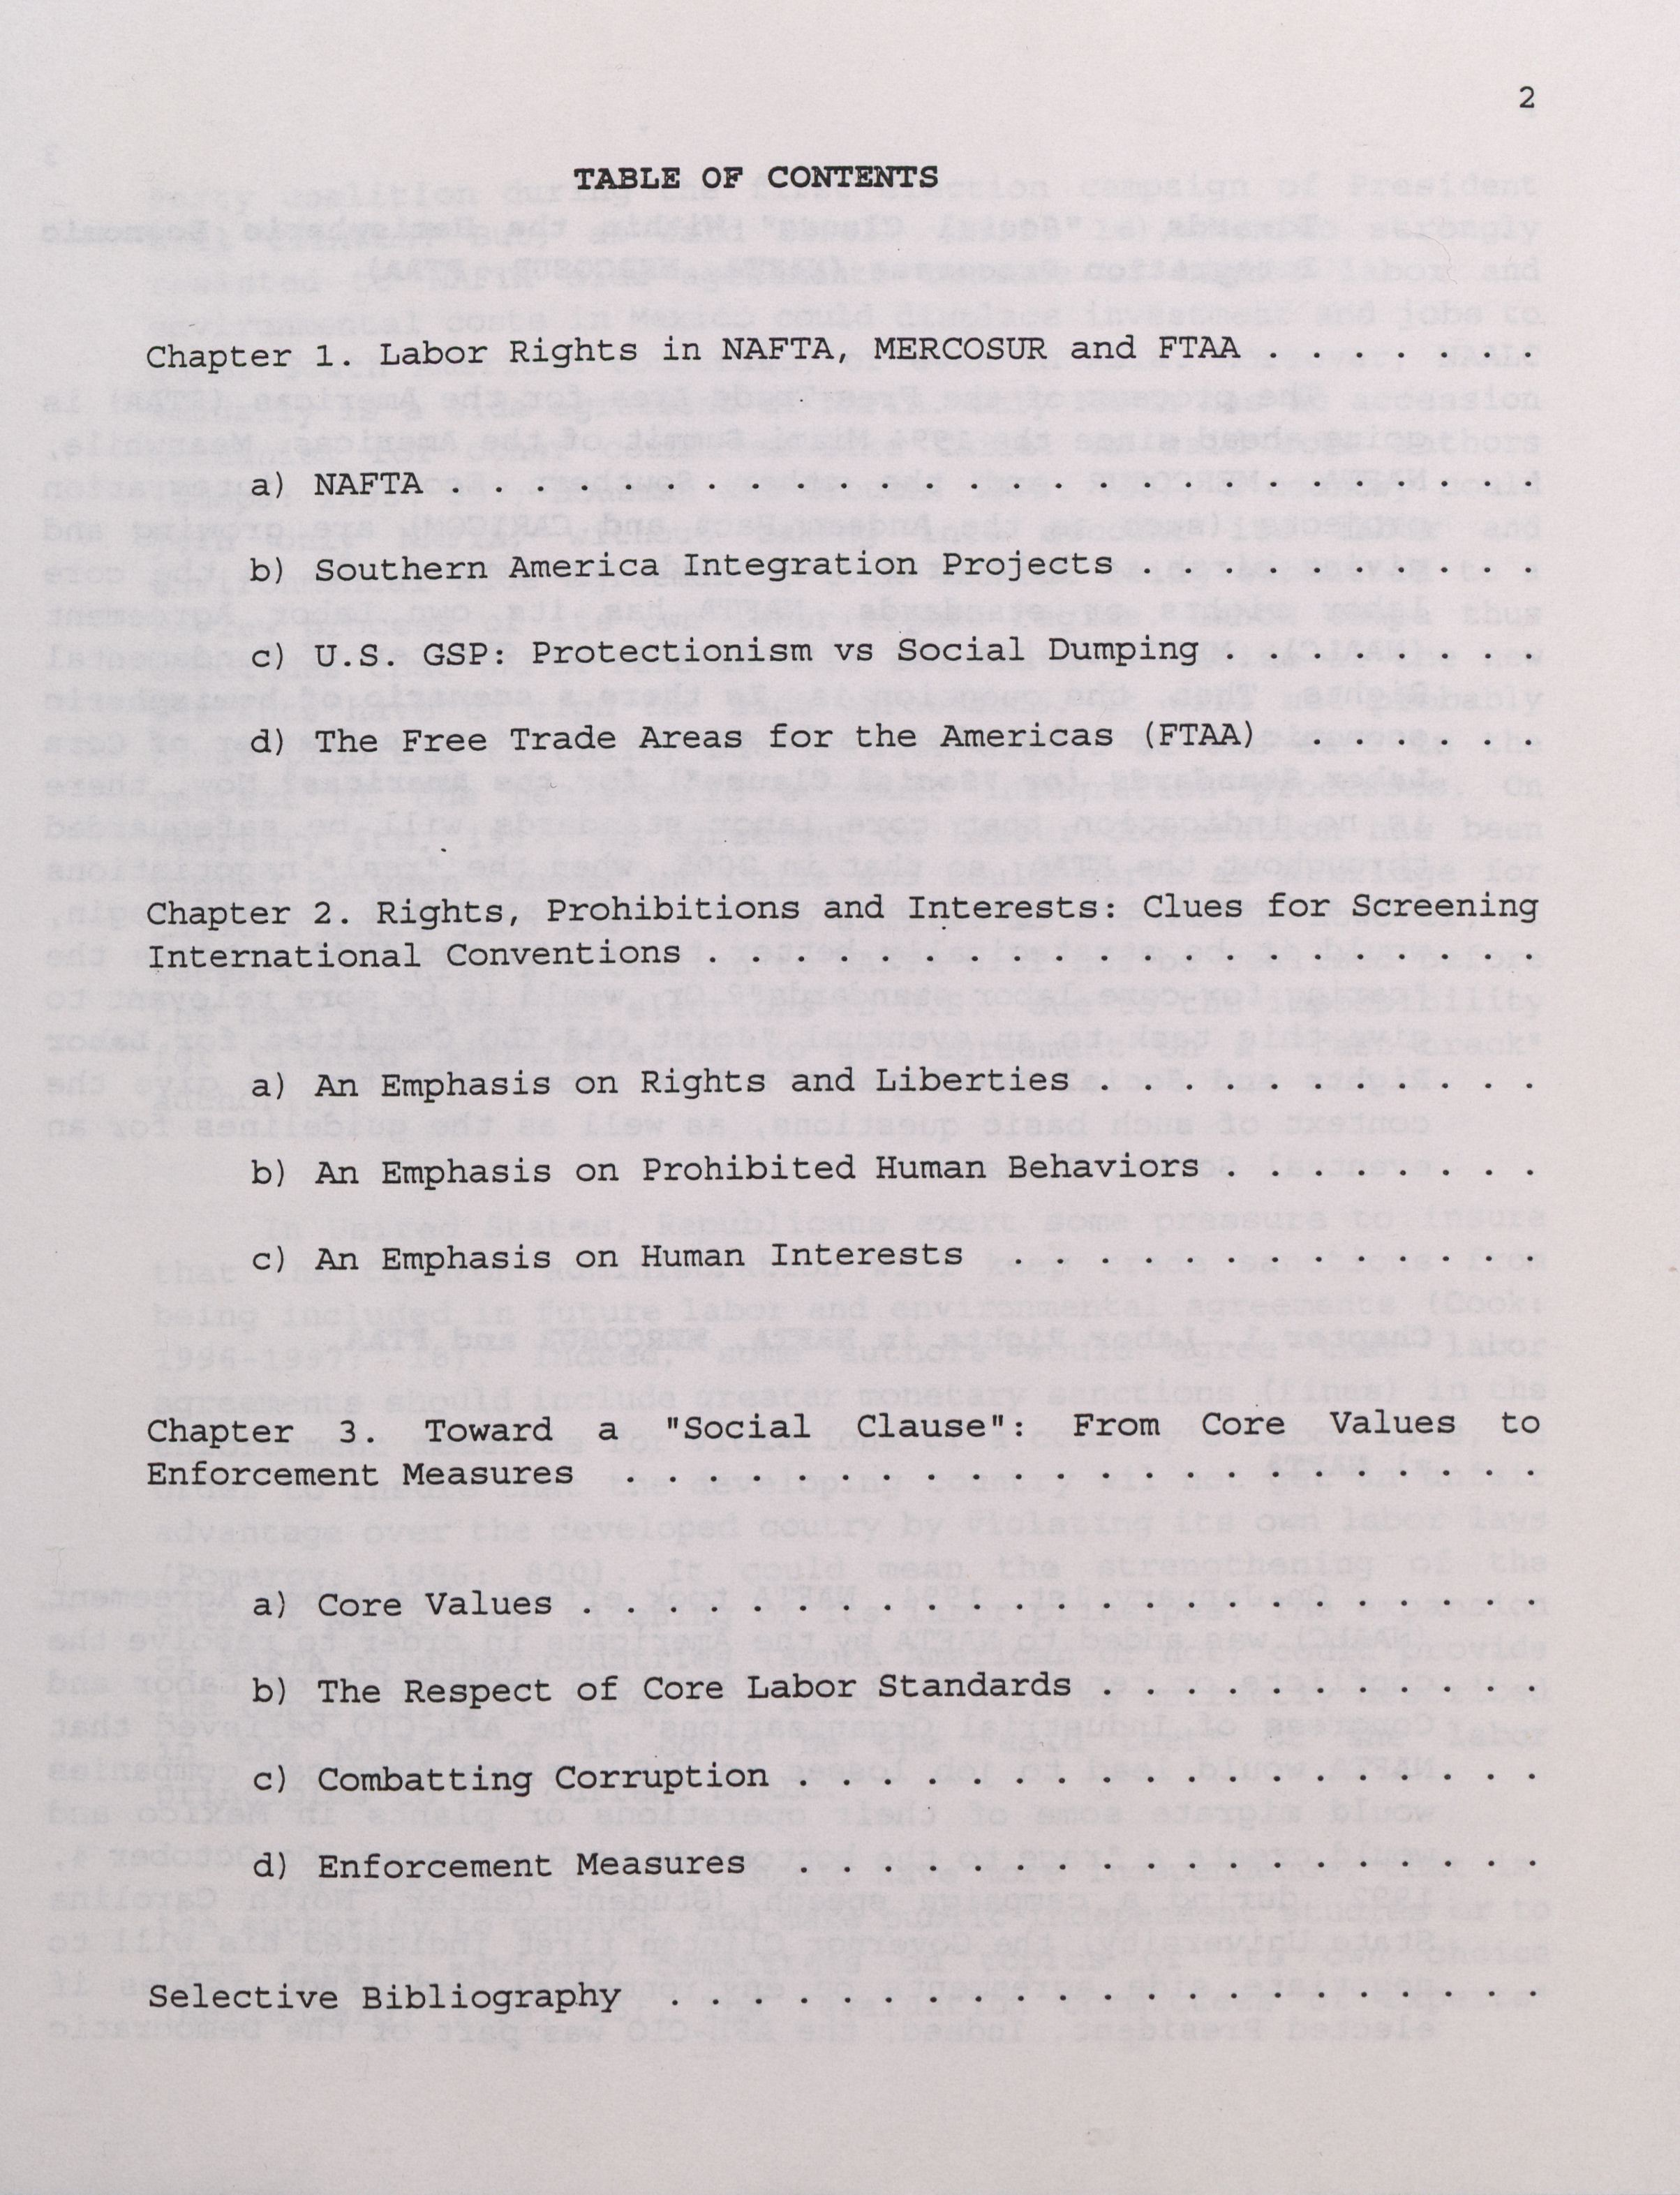 2
TABLE OF CONTENTS
Chapter 1. Labor Rights in NAFTA, MERCOSUR and FTAA . . . . . . .
a) NAFTA . . . . . . . . . . . . . . . . . . . . . . . . . .
b) Southern America Integration Projects . . . . . . . . . .
c) U.S. GSP: Protectionism vs Social Dumping . . . . . . . .
d) The Free Trade Areas for the Americas (FTAA) . . . . . .
Chapter 2. Rights, Prohibitions and Interests: Clues for Screening
International Conventions . . . . . . . . . . . . . . . . . . . .
a) An Emphasis on Rights and Liberties . . . . . . . . . . .
b) An Emphasis on Prohibited Human Behaviors . . . . . . . .
c) An Emphasis on Human Interests . . . . . . . . . . . . .
Chapter 3. Toward a "Social Clause": From Core Values to
Enforcement Measures . . . . . . . . . . . . . . . . . . . . . .
a) Core Values . . . . . . . . . . . . . . . . . . . . . . .
b) The Respect of Core Labor Standards . . . . . . . . . . .
c) Combatting Corruption . . . . . . . . . . . . . . . . . .
d) Enforcement Measures . . . . . . . . . . . . . . . . . .
Selective Bibliography . . . . . . . . . . . . . . . . . . . . .